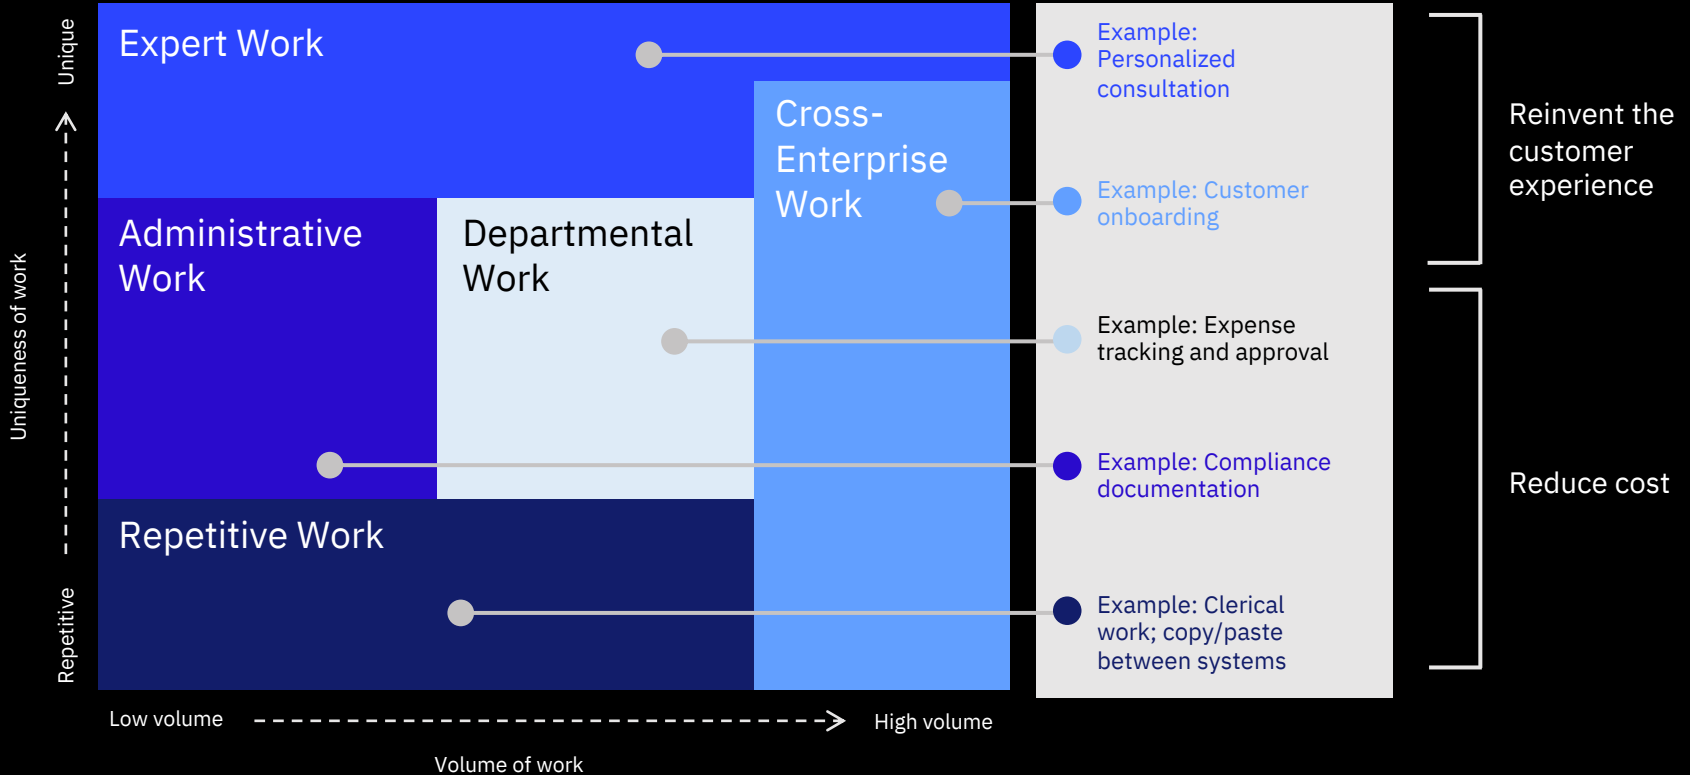 Unique
Uniqueness of work
Repetitive
Expert Work
Cross-
Enterprise
Work
Administrative
Work
Departmental
Work
Repetitive Work
Low volume
High volume
Volume of work
Example:
Personalized
consultation
Example: Customer
onboarding
Example: Expense
tracking and approval
Example: Compliance
documentation
Example: Clerical
work; copy/paste
between systems
Reinvent the
customer
experience
Reduce cost